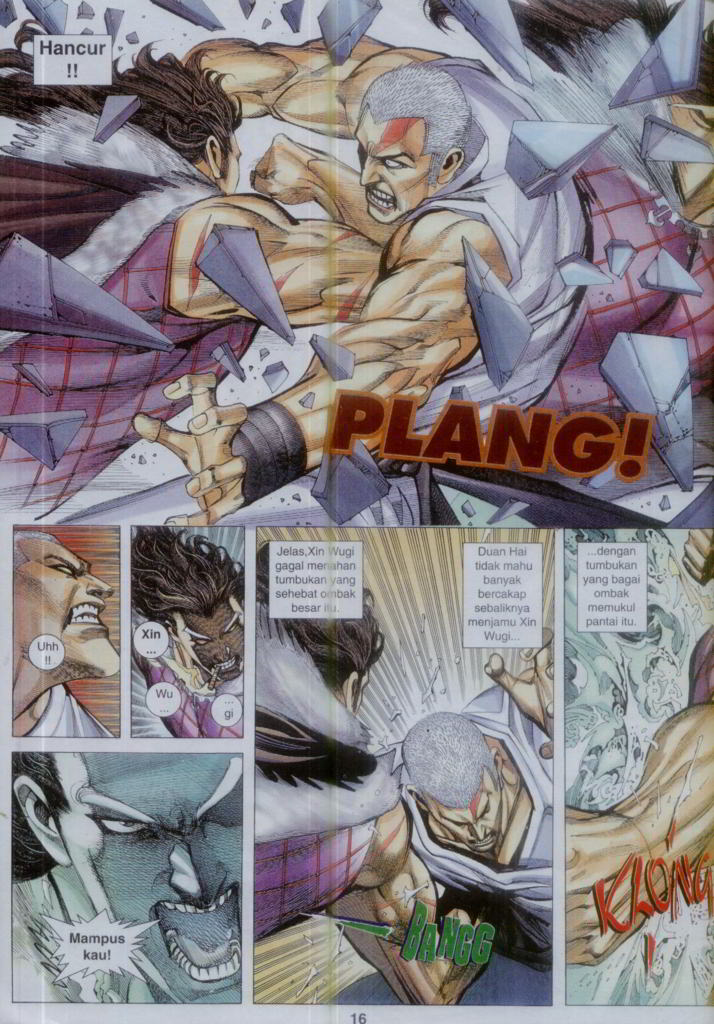 Hancur
!!
PLANG!
Uhh
!!
Xin
...
Wu
...
...
gi
Jelas,Xin Wugi
gagal menahan
tumbukan yang
sehebat ombak
besar itu.
Duan Hai
tidak mahu
banyak
bercakap
sebaliknya
menjamu Xin
Wugi...
...dengan
tumbukan
yang bagai
ombak
memukul
pantai itu.
Mampus
kau!
BANGG
KLONG
!
16